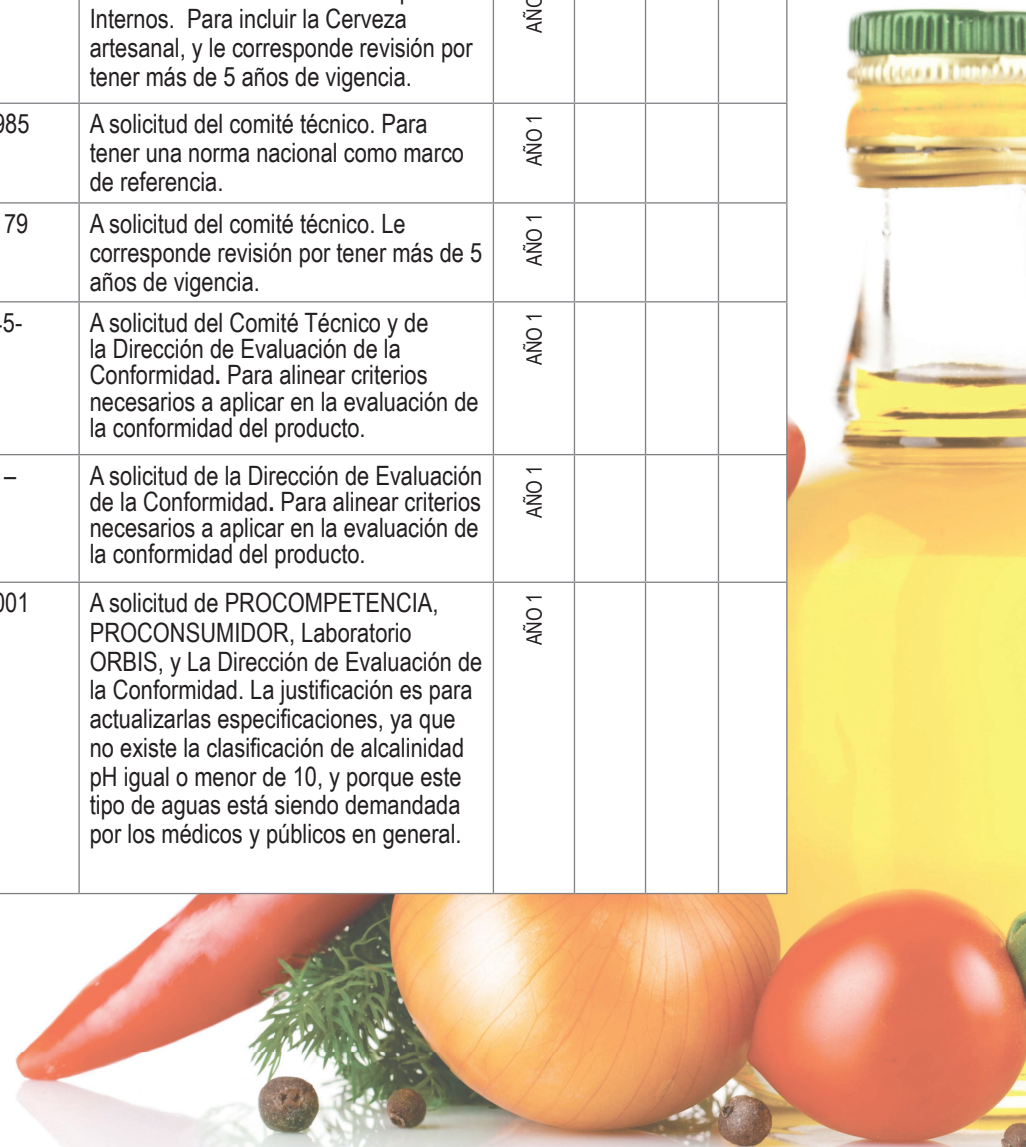 Internos.  Para incluir la Cerveza
artesanal, y le corresponde revisión por
tener más de 5 años de vigencia.
AÑO
985
A solicitud del comité técnico. Para
tener una norma nacional como marco
de referencia.
AÑO 1
79
A solicitud del comité técnico. Le
corresponde revisión por tener más de 5
años de vigencia.
AÑO 1
5-
A solicitud del Comité Técnico y de
la Dirección de Evaluación de la
Conformidad. Para alinear criterios
necesarios a aplicar en la evaluación de
la conformidad del producto.
AÑO 1
–
A solicitud de la Dirección de Evaluación
de la Conformidad. Para alinear criterios
necesarios a aplicar en la evaluación de
la conformidad del producto.
AÑO 1
001
A solicitud de PROCOMPETENCIA,
PROCONSUMIDOR, Laboratorio
ORBIS, y La Dirección de Evaluación de
la Conformidad. La justificación es para
actualizarlas especificaciones, ya que
no existe la clasificación de alcalinidad
pH igual o menor de 10, y porque este
tipo de aguas está siendo demandada
por los médicos y públicos en general.
AÑO 1